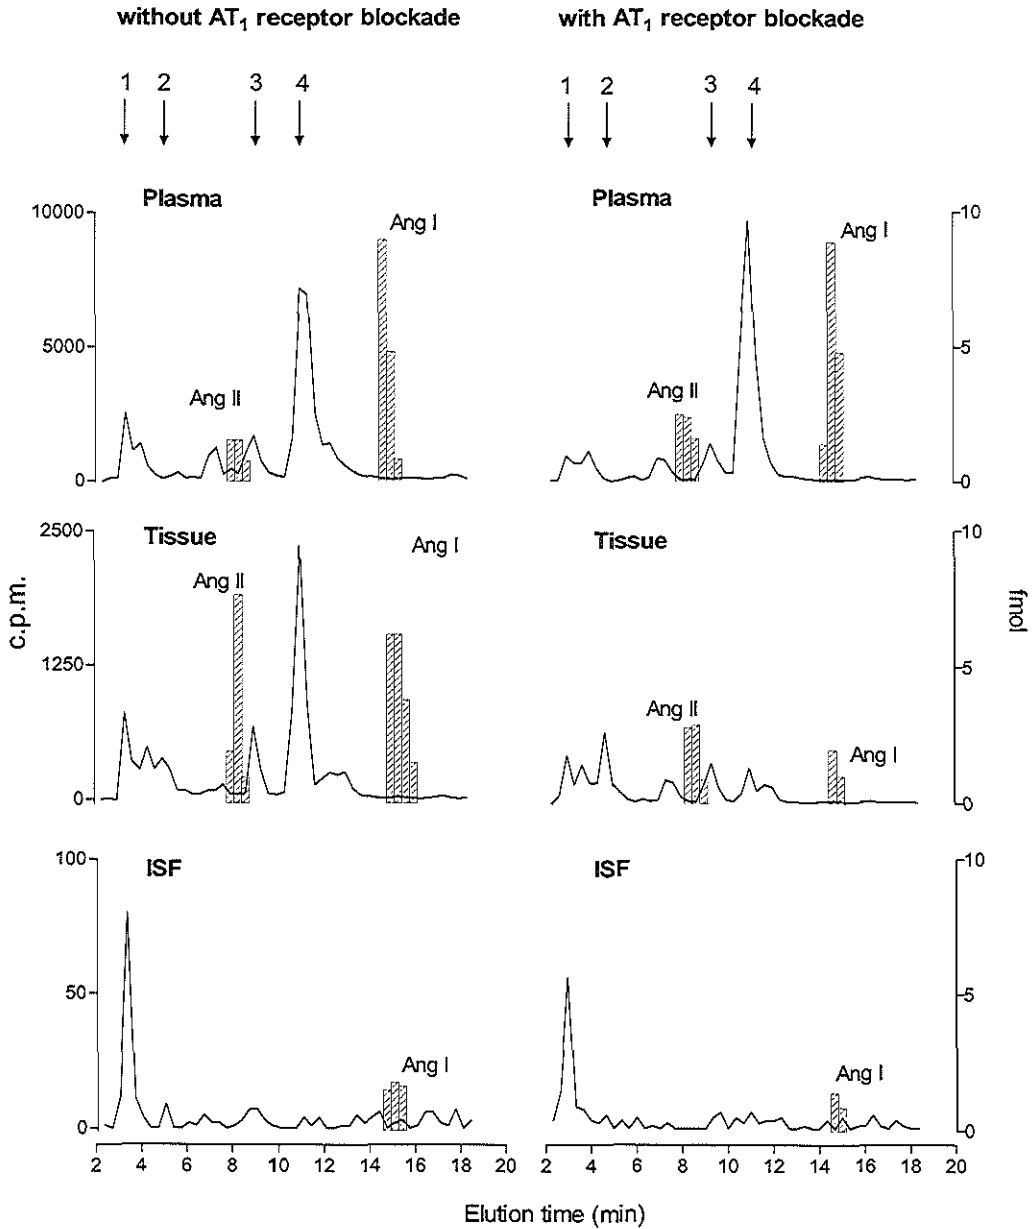 without AT1 receptor blockade
with AT1 receptor blockade
1 2 3 4
1 2 3 4
Plasma
Plasma
10000
5000
0
Ang II
Ang I
Ang II
Ang I
10
5
0
Tissue
Tissue
2500
1250
0
Ang II
Ang I
Ang II
Ang I
10
5
0
c.p.m.
fmol
ISF
ISF
100
50
0
Ang I
Ang I
10
5
0
2 4 6 8 10 12 14 16 18 20
2 4 6 8 10 12 14 16 18 20
Elution time (min)